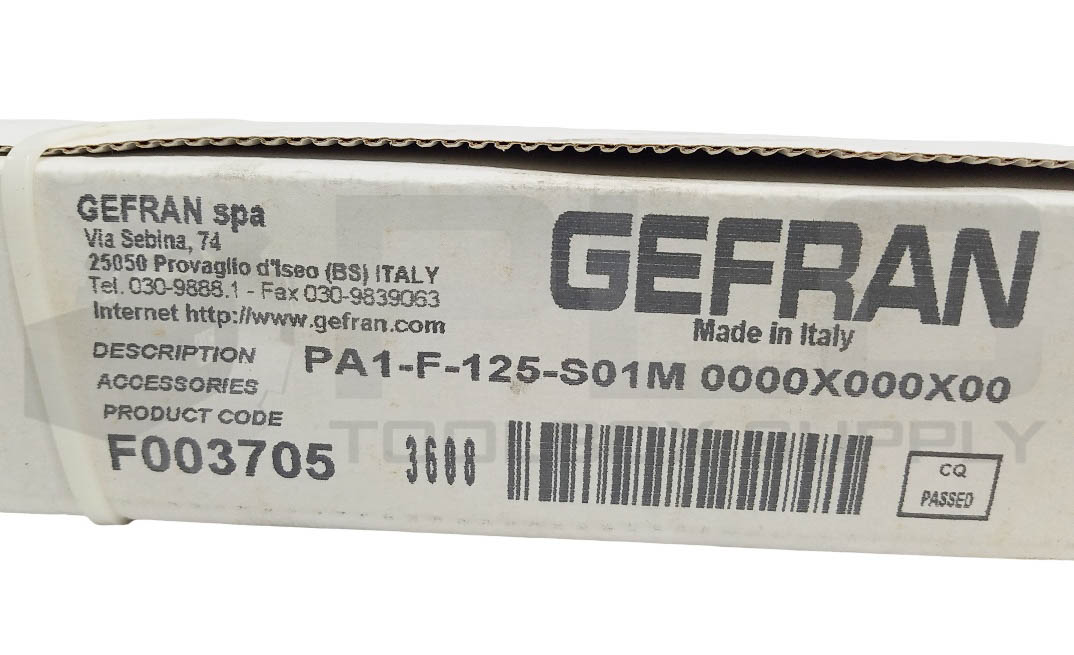 GEFRAN spa
Via Sebina, 74
25050 Provaglio d'Iseo (BS) ITALY
Tel. 030-9888.1 - Fax 030-9839063
Internet http://www.gefran.com
GEFRAN
Made in Italy
DESCRIPTION PA1-F-125-S01M 0000X000X00
ACCESSORIES
PRODUCT CODE
F003705 3608
CQ
PASSED